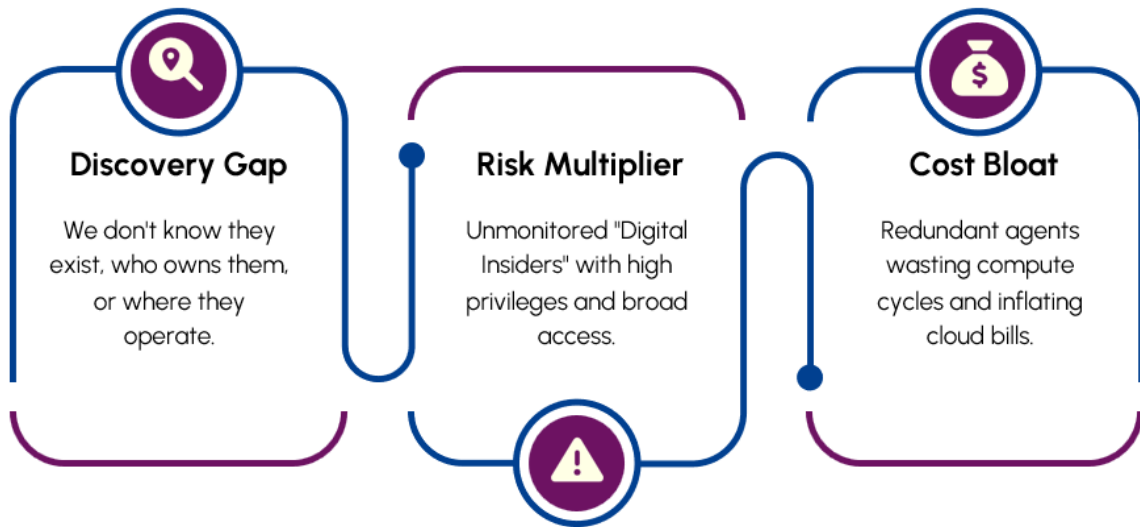 Discovery Gap
We don't know they
exist, who owns them,
or where they
operate.
Risk Multiplier
Unmonitored "Digital
Insiders" with high
privileges and broad
access.
$
Cost Bloat
Redundant agents
wasting compute
cycles and inflating
cloud bills.